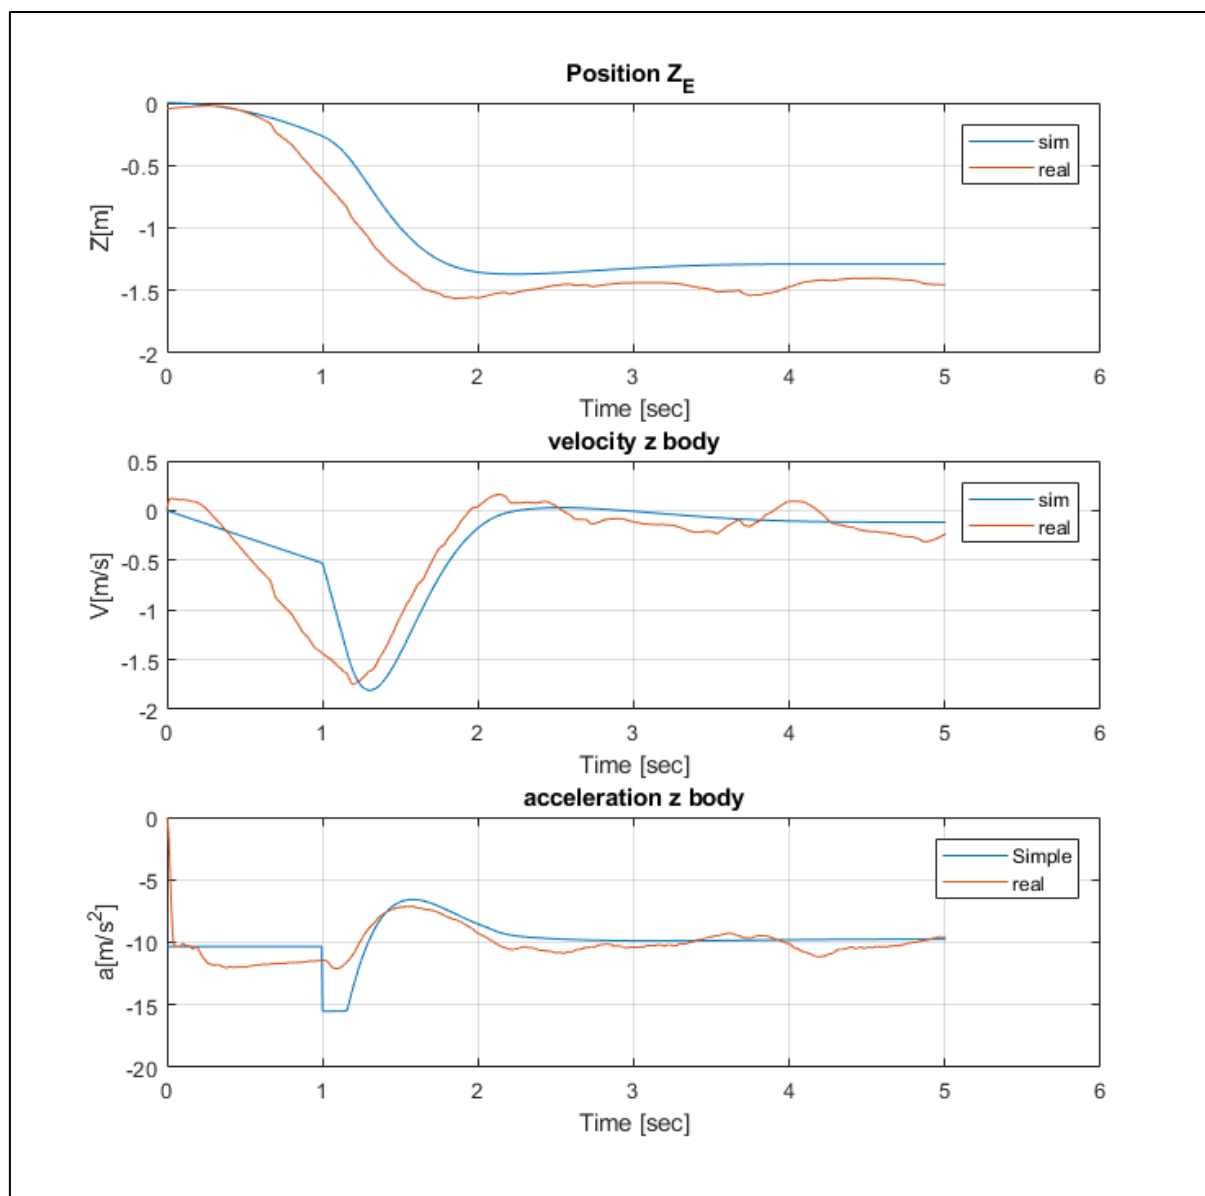 Position Z_E
0
-0.5
-1
-1.5
-2
Z[m]
sim
real
0 1 2 3 4 5 6
Time [sec]
velocity z body
0.5
0
-0.5
-1
-1.5
-2
V[m/s]
sim
real
0 1 2 3 4 5 6
Time [sec]
acceleration z body
0
-5
-10
-15
-20
a[m/s²]
Simple
real
0 1 2 3 4 5 6
Time [sec]